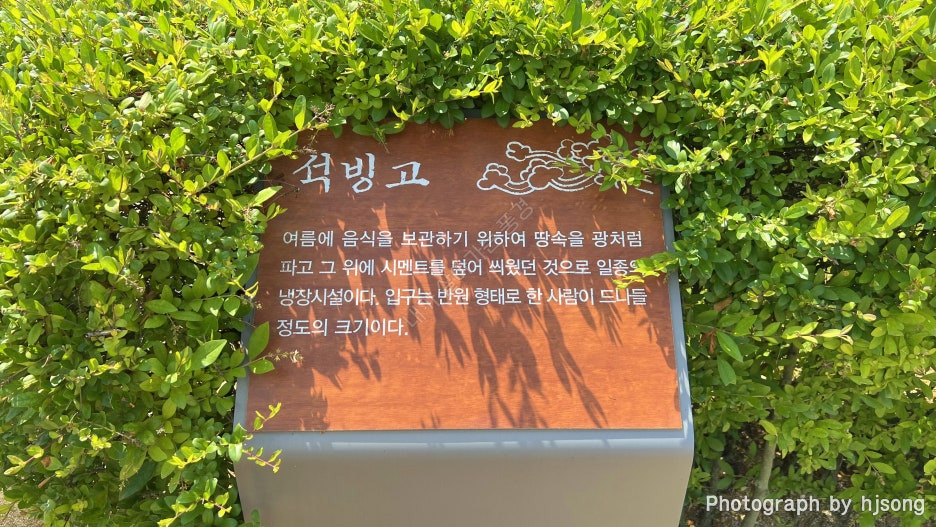 석빙고
여름에 음식을 보관하기 위하여 땅속을 광처럼
파고 그 위에 시멘트를 덮어 씌웠던 것으로 일종의
냉장시설이다. 입구는 반원 형태로 한 사람이 드나들
정도의 크기이다.
Photograph by hjsong